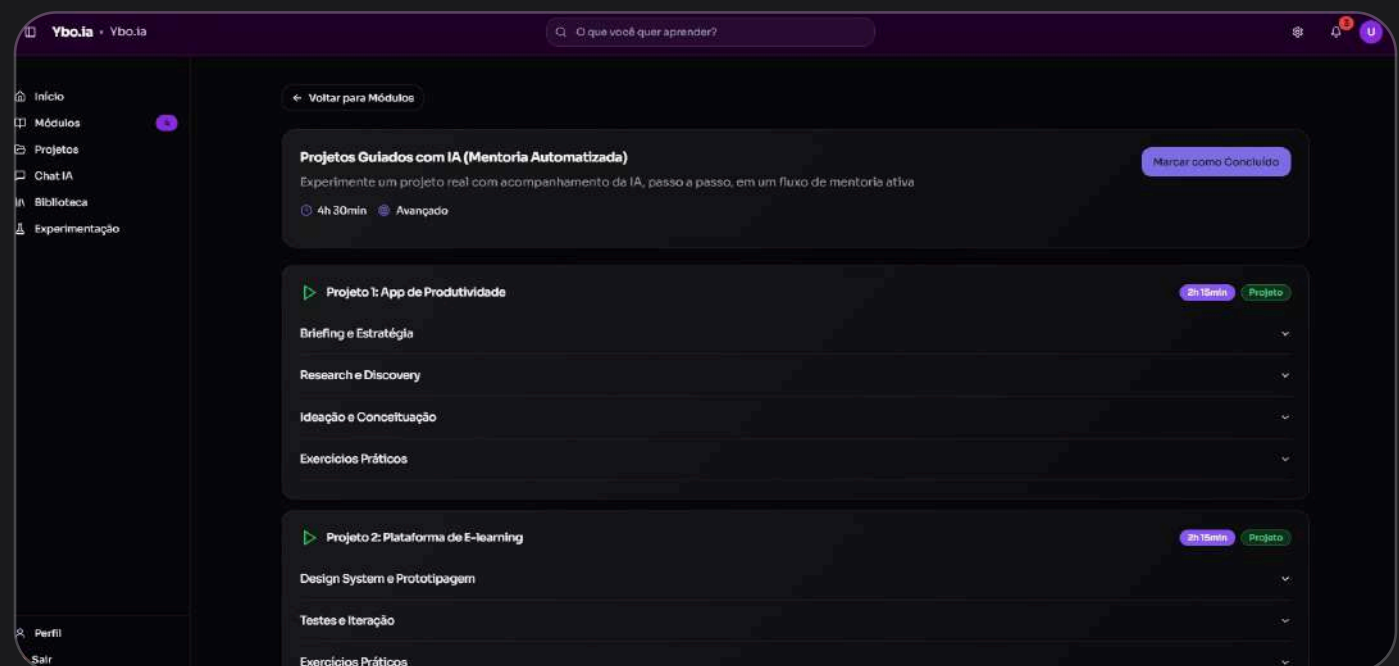 Ybo.ia • Ybo.ia
O que você quer aprender?
3
U
Início
Módulos
Projetos
Chat IA
Biblioteca
Experimentação
Perfil
Sair
← Voltar para Módulos
Projetos Guiados com IA (Mentoria Automatizada)
Marcar como Concluído
Experimente um projeto real com acompanhamento da IA, passo a passo, em um fluxo de mentoria ativa
4h 30min Avançado
Projeto 1: App de Produtividade
2h 15min Projeto
Briefing e Estratégia
Research e Discovery
Ideação e Conceituação
Exercícios Práticos
Projeto 2: Plataforma de E-learning
2h 15min Projeto
Design System e Prototipagem
Testes e Iteração
Exercícios Práticos